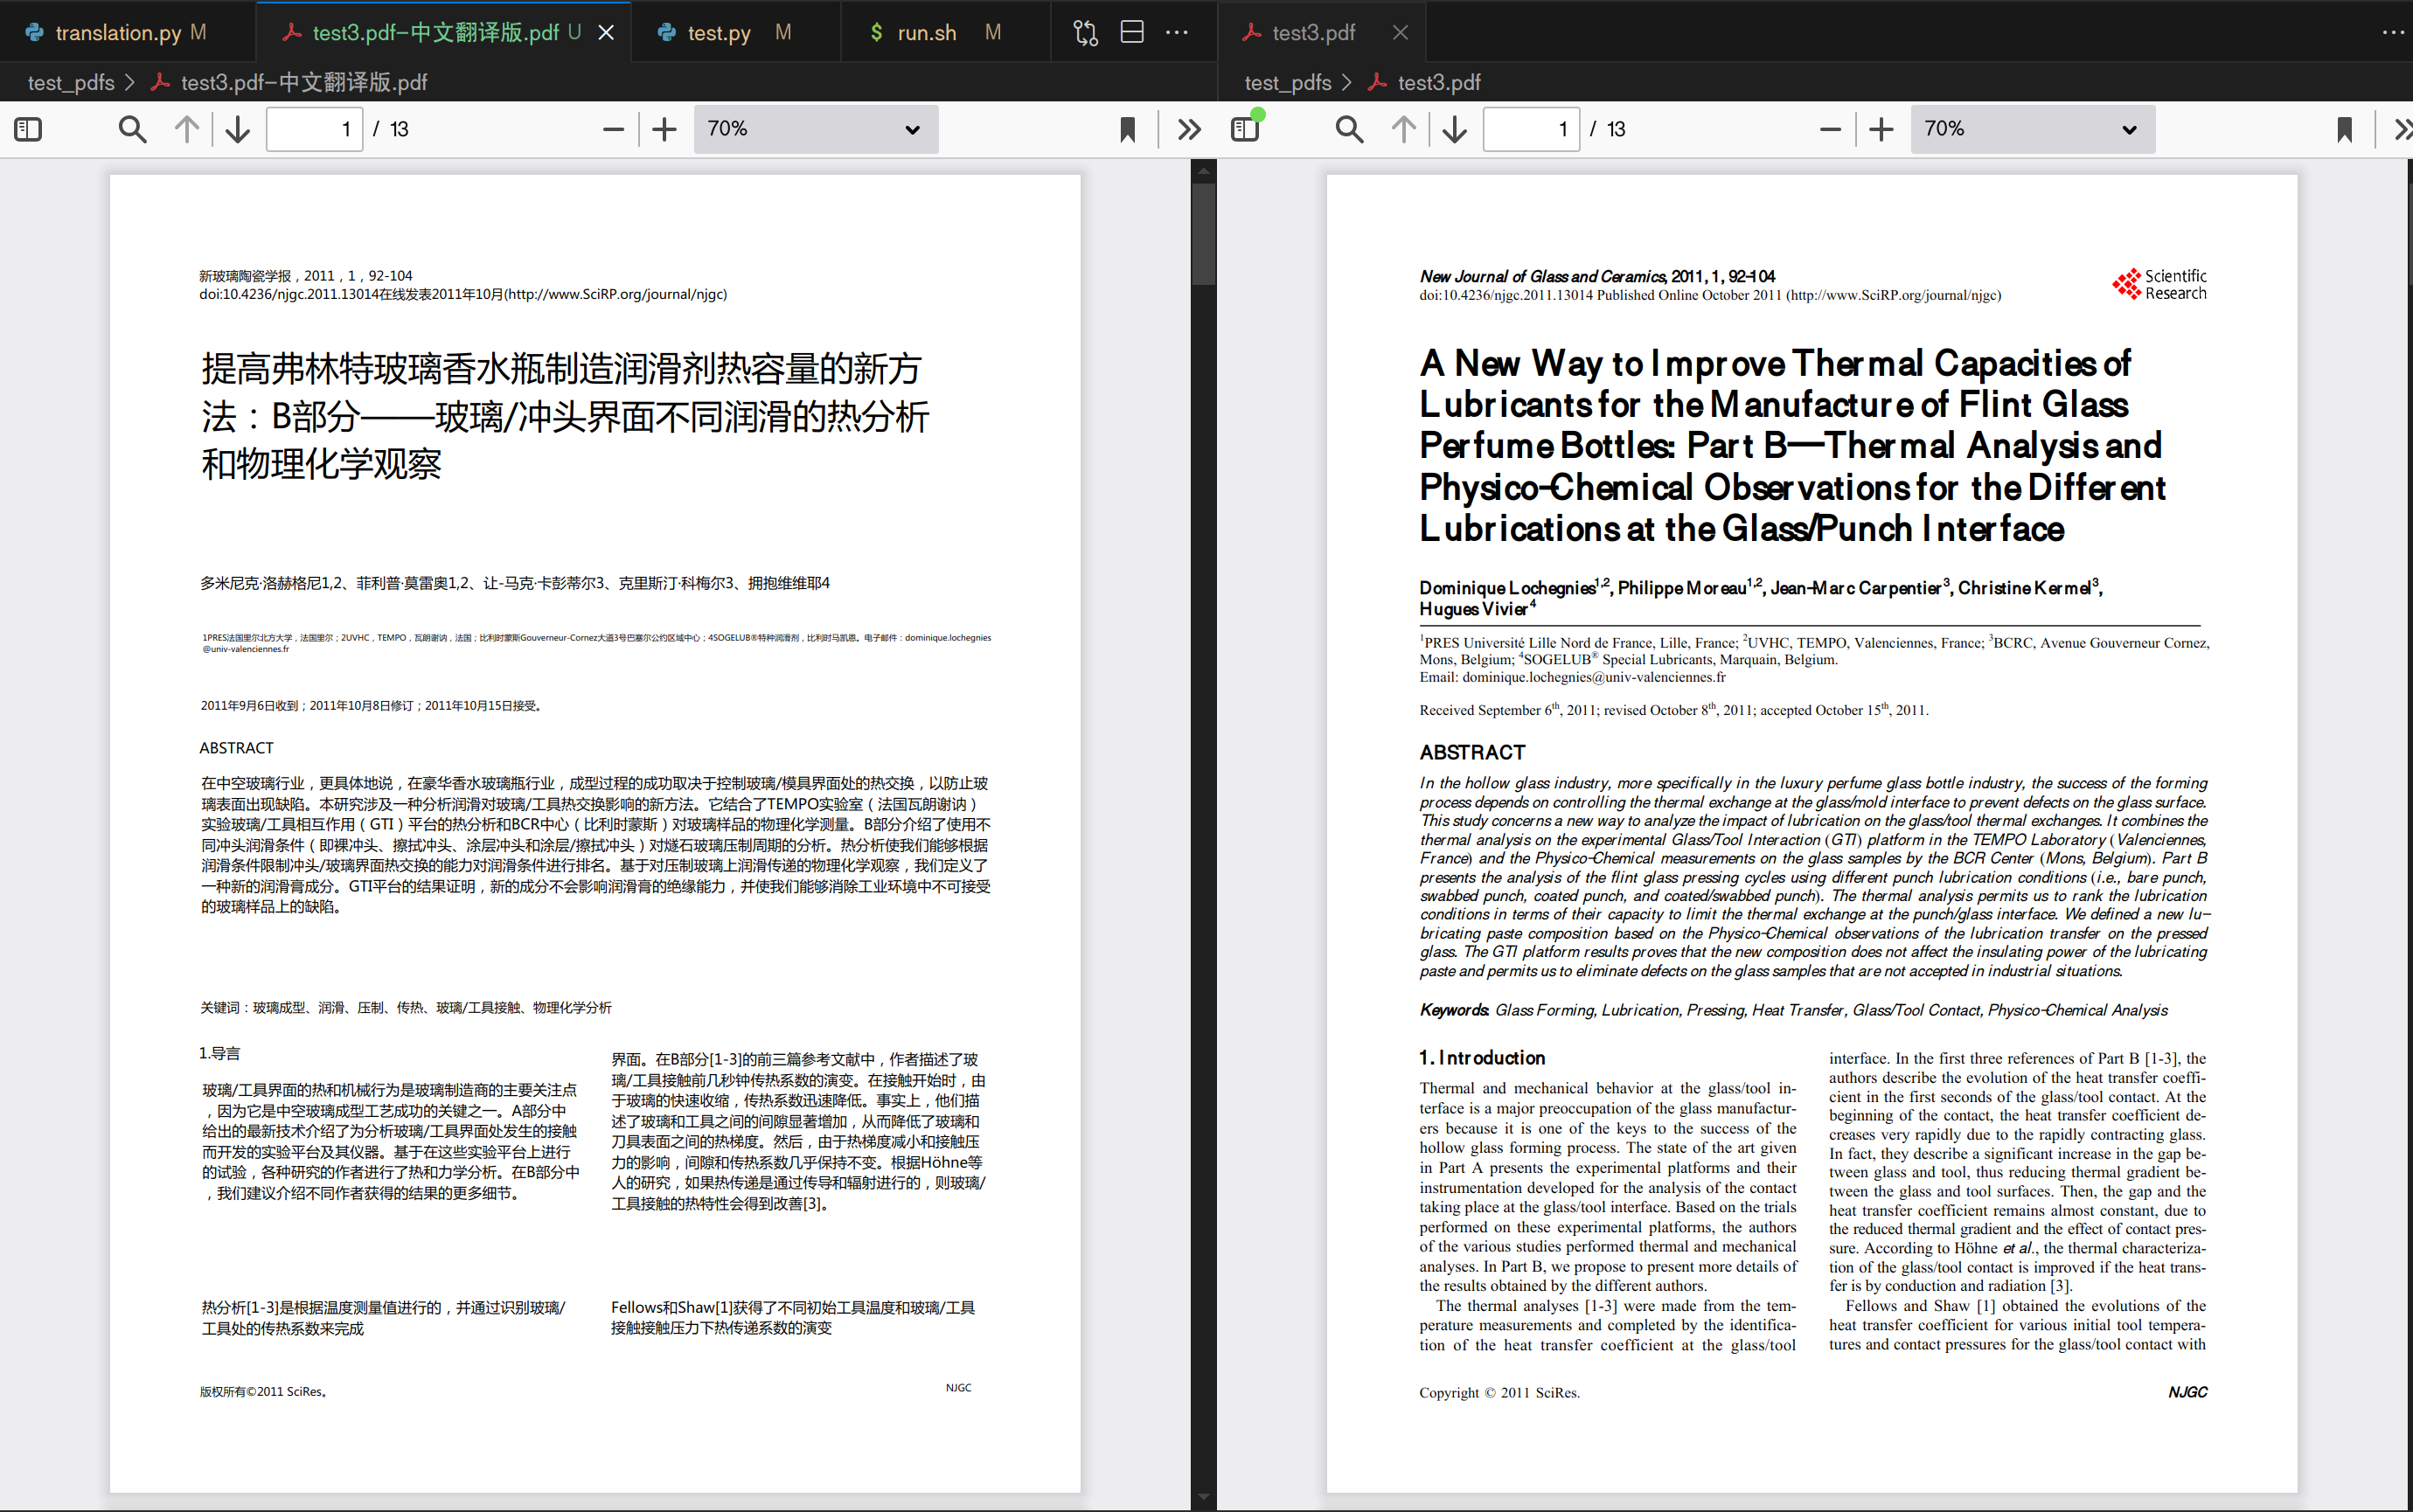 translation.py M
test3.pdf-中文翻译版.pdf U
test.py M
run.sh M
test3.pdf
test_pdfs > test3.pdf-中文翻译版.pdf
test_pdfs > test3.pdf
1 / 13
70%
1 / 13
70%
新玻璃陶瓷学报，2011，1，92-104
doi:10.4236/njgc.2011.13014在线发表2011年10月(http://www.SciRP.org/journal/njgc)
提高弗林特玻璃香水瓶制造润滑剂热容量的新方
法：B部分——玻璃/冲头界面不同润滑的热分析
和物理化学观察
多米尼克·洛赫格尼1,2、菲利普·莫雷奥1,2、让-马克·卡彭蒂尔3、克里斯汀·科梅尔3、拥抱维维耶4
1PRES法国里尔北方大学，法国里尔；2UVHC，TEMPO，瓦朗谢讷，法国；比利时蒙斯Gouverneur-Cornez大道3号巴塞尔公约区域中心；4SOGELUB®特种润滑剂，比利时马凯恩。电子邮件：dominique.lochegnies
@univ-valenciennes.fr
2011年9月6日收到；2011年10月8日修订；2011年10月15日接受。
ABSTRACT
在中空玻璃行业，更具体地说，在豪华香水玻璃瓶行业，成型过程的成功取决于控制玻璃/模具界面处的热交换，以防止玻
璃表面出现缺陷。本研究涉及一种分析润滑对玻璃/工具热交换影响的新方法。它结合了TEMPO实验室（法国瓦朗谢讷）
实验玻璃/工具相互作用（GTI）平台的热分析和BCR中心（比利时蒙斯）对玻璃样品的物理化学测量。B部分介绍了使用不
同冲头润滑条件（即裸冲头、擦拭冲头、涂层冲头和涂层/擦拭冲头）对燧石玻璃压制周期的分析。热分析使我们能够根据
润滑条件限制冲头/玻璃界面热交换的能力对润滑条件进行排名。基于对压制玻璃上润滑传递的物理化学观察，我们定义了
一种新的润滑膏成分。GTI平台的结果证明，新的成分不会影响润滑膏的绝缘能力，并使我们能够消除工业环境中不可接受
的玻璃样品上的缺陷。
关键词：玻璃成型、润滑、压制、传热、玻璃/工具接触、物理化学分析
1.导言
玻璃/工具界面的热和机械行为是玻璃制造商的主要关注点
，因为它是中空玻璃成型工艺成功的关键之一。A部分中
给出的最新技术介绍了为分析玻璃/工具界面处发生的接触
而开发的实验平台及其仪器。基于在这些实验平台上进行
的试验，各种研究的作者进行了热和力学分析。在B部分中
，我们建议介绍不同作者获得的结果的更多细节。
热分析[1-3]是根据温度测量值进行的，并通过识别玻璃/
工具处的传热系数来完成
界面。在B部分[1-3]的前三篇参考文献中，作者描述了玻
璃/工具接触前几秒钟传热系数的演变。在接触开始时，由
于玻璃的快速收缩，传热系数迅速降低。事实上，他们描
述了玻璃和工具之间的间隙显著增加，从而降低了玻璃和
刀具表面之间的热梯度。然后，由于热梯度减小和接触压
力的影响，间隙和传热系数几乎保持不变。根据Höhne等
人的研究，如果热传递是通过传导和辐射进行的，则玻璃/
工具接触的热特性会得到改善[3]。
Fellows和Shaw[1]获得了不同初始工具温度和玻璃/工具
接触接触压力下热传递系数的演变
版权所有©2011 SciRes。
NJGC
New Journal of Glass and Ceramics, 2011, 1, 92-104
doi:10.4236/njgc.2011.13014 Published Online October 2011 (http://www.SciRP.org/journal/njgc)
Scientific
Research
A New Way to Improve Thermal Capacities of
Lubricants for the Manufacture of Flint Glass
Perfume Bottles: Part B—Thermal Analysis and
Physico-Chemical Observations for the Different
Lubrications at the Glass/Punch Interface
Dominique Lochegnies1,2, Philippe Moreau1,2, Jean-Marc Carpentier3, Christine Kermel3,
Hugues Vivier4
1PRES Université Lille Nord de France, Lille, France; 2UVHC, TEMPO, Valenciennes, France; 3BCRC, Avenue Gouverneur Cornez,
Mons, Belgium; 4SOGELUB® Special Lubricants, Marquain, Belgium.
Email: dominique.lochegnies@univ-valenciennes.fr
Received September 6th, 2011; revised October 8th, 2011; accepted October 15th, 2011.
ABSTRACT
In the hollow glass industry, more specifically in the luxury perfume glass bottle industry, the success of the forming
process depends on controlling the thermal exchange at the glass/mold interface to prevent defects on the glass surface.
This study concerns a new way to analyze the impact of lubrication on the glass/tool thermal exchanges. It combines the
thermal analysis on the experimental Glass/Tool Interaction (GTI) platform in the TEMPO Laboratory (Valenciennes,
France) and the Physico-Chemical measurements on the glass samples by the BCR Center (Mons, Belgium). Part B
presents the analysis of the flint glass pressing cycles using different punch lubrication conditions (i.e., bare punch,
swabbed punch, coated punch, and coated/swabbed punch). The thermal analysis permits us to rank the lubrication
conditions in terms of their capacity to limit the thermal exchange at the punch/glass interface. We defined a new lu-
bricating paste composition based on the Physico-Chemical observations of the lubrication transfer on the pressed
glass. The GTI platform results proves that the new composition does not affect the insulating power of the lubricating
paste and permits us to eliminate defects on the glass samples that are not accepted in industrial situations.
Keywords: Glass Forming, Lubrication, Pressing, Heat Transfer, Glass/Tool Contact, Physico-Chemical Analysis
1. Introduction
Thermal and mechanical behavior at the glass/tool in-
terface is a major preoccupation of the glass manufactur-
ers because it is one of the keys to the success of the
hollow glass forming process. The state of the art given
in Part A presents the experimental platforms and their
instrumentation developed for the analysis of the contact
taking place at the glass/tool interface. Based on the trials
performed on these experimental platforms, the authors
of the various studies performed thermal and mechanical
analyses. In Part B, we propose to present more details of
the results obtained by the different authors.
The thermal analyses [1-3] were made from the tem-
perature measurements and completed by the identifica-
tion of the heat transfer coefficient at the glass/tool
interface. In the first three references of Part B [1-3], the
authors describe the evolution of the heat transfer coeffi-
cient in the first seconds of the glass/tool contact. At the
beginning of the contact, the heat transfer coefficient de-
creases very rapidly due to the rapidly contracting glass.
In fact, they describe a significant increase in the gap be-
tween glass and tool, thus reducing thermal gradient be-
tween the glass and tool surfaces. Then, the gap and the
heat transfer coefficient remains almost constant, due to
the reduced thermal gradient and the effect of contact pres-
sure. According to Höhne et al., the thermal characteriza-
tion of the glass/tool contact is improved if the heat trans-
fer is by conduction and radiation [3].
Fellows and Shaw [1] obtained the evolutions of the
heat transfer coefficient for various initial tool tempera-
tures and contact pressures for the glass/tool contact with
Copyright © 2011 SciRes.
NJGC